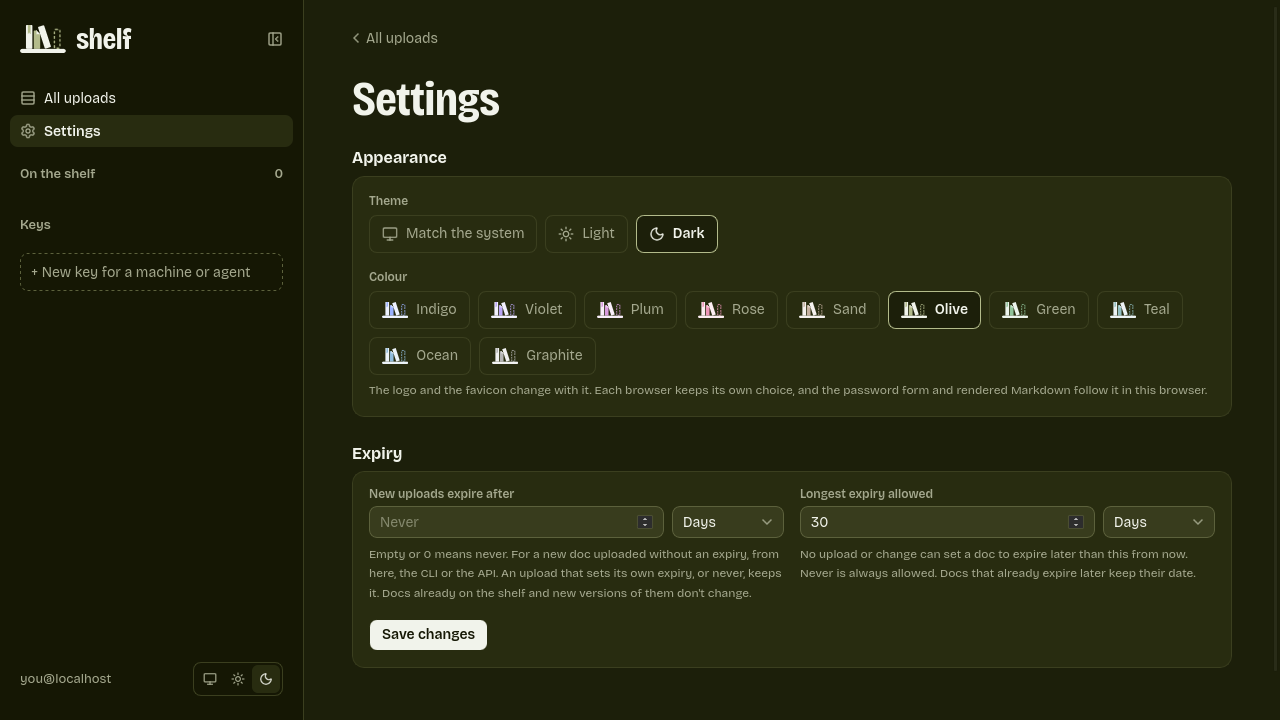 shelf
All uploads
Settings
On the shelf 0
Keys
+ New key for a machine or agent
you@localhost
All uploads
Settings
Appearance
Theme
Match the system Light Dark
Colour
Indigo Violet Plum Rose Sand Olive Green Teal
Ocean Graphite
The logo and the favicon change with it. Each browser keeps its own choice, and the password form and rendered Markdown follow it in this browser.
Expiry
New uploads expire after
Never Days
Empty or 0 means never. For a new doc uploaded without an expiry, from
here, the CLI or the API. An upload that sets its own expiry, or never, keeps
it. Docs already on the shelf and new versions of them don't change.
Longest expiry allowed
30 Days
No upload or change can set a doc to expire later than this from now.
Never is always allowed. Docs that already expire later keep their date.
Save changes